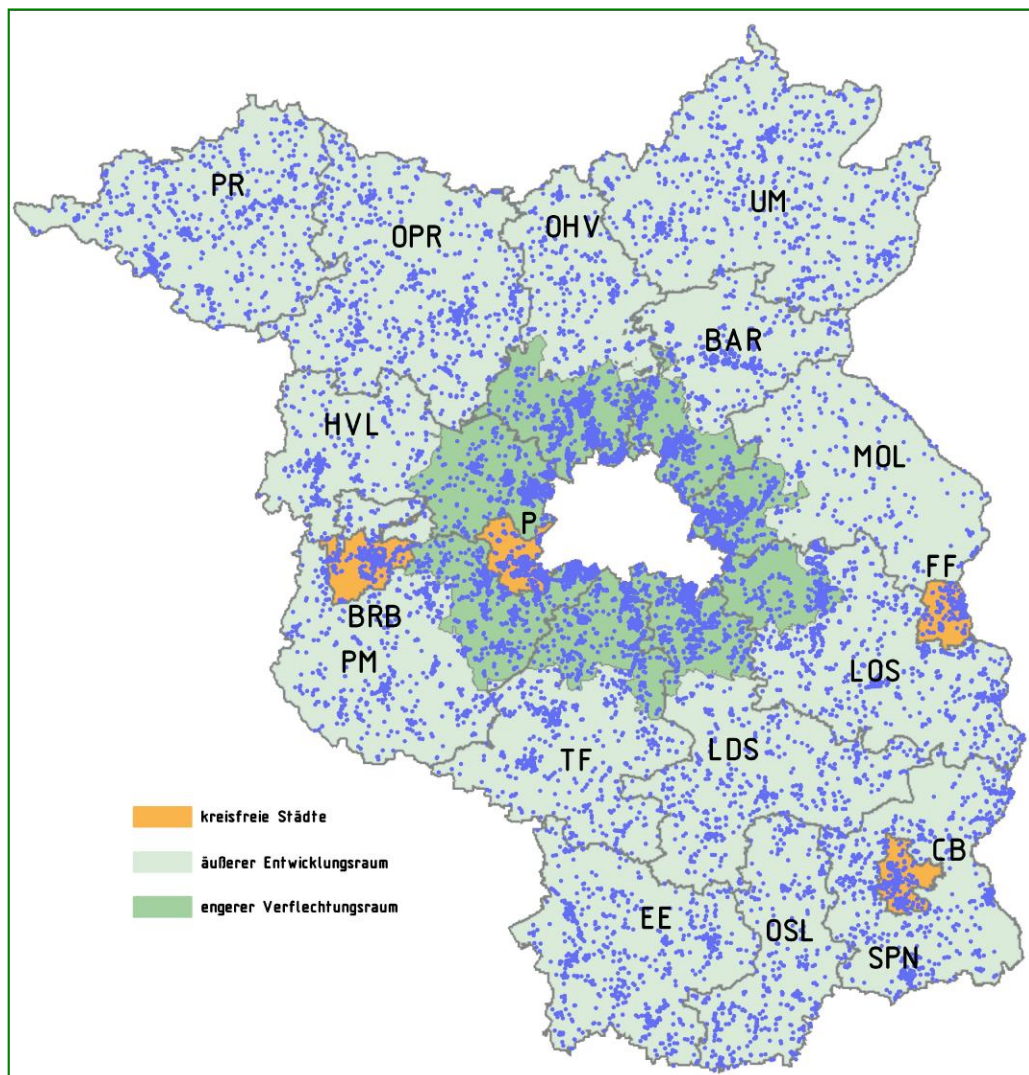 PR
OPR
OHV
UM
BAR
HVL
MOL
P
FF
BRB
PM
LOS
TF
LDS
CB
EE
OSL
SPN
kreisfreie Städte
äußerer Entwicklungsraum
engerer Verflechtungsraum